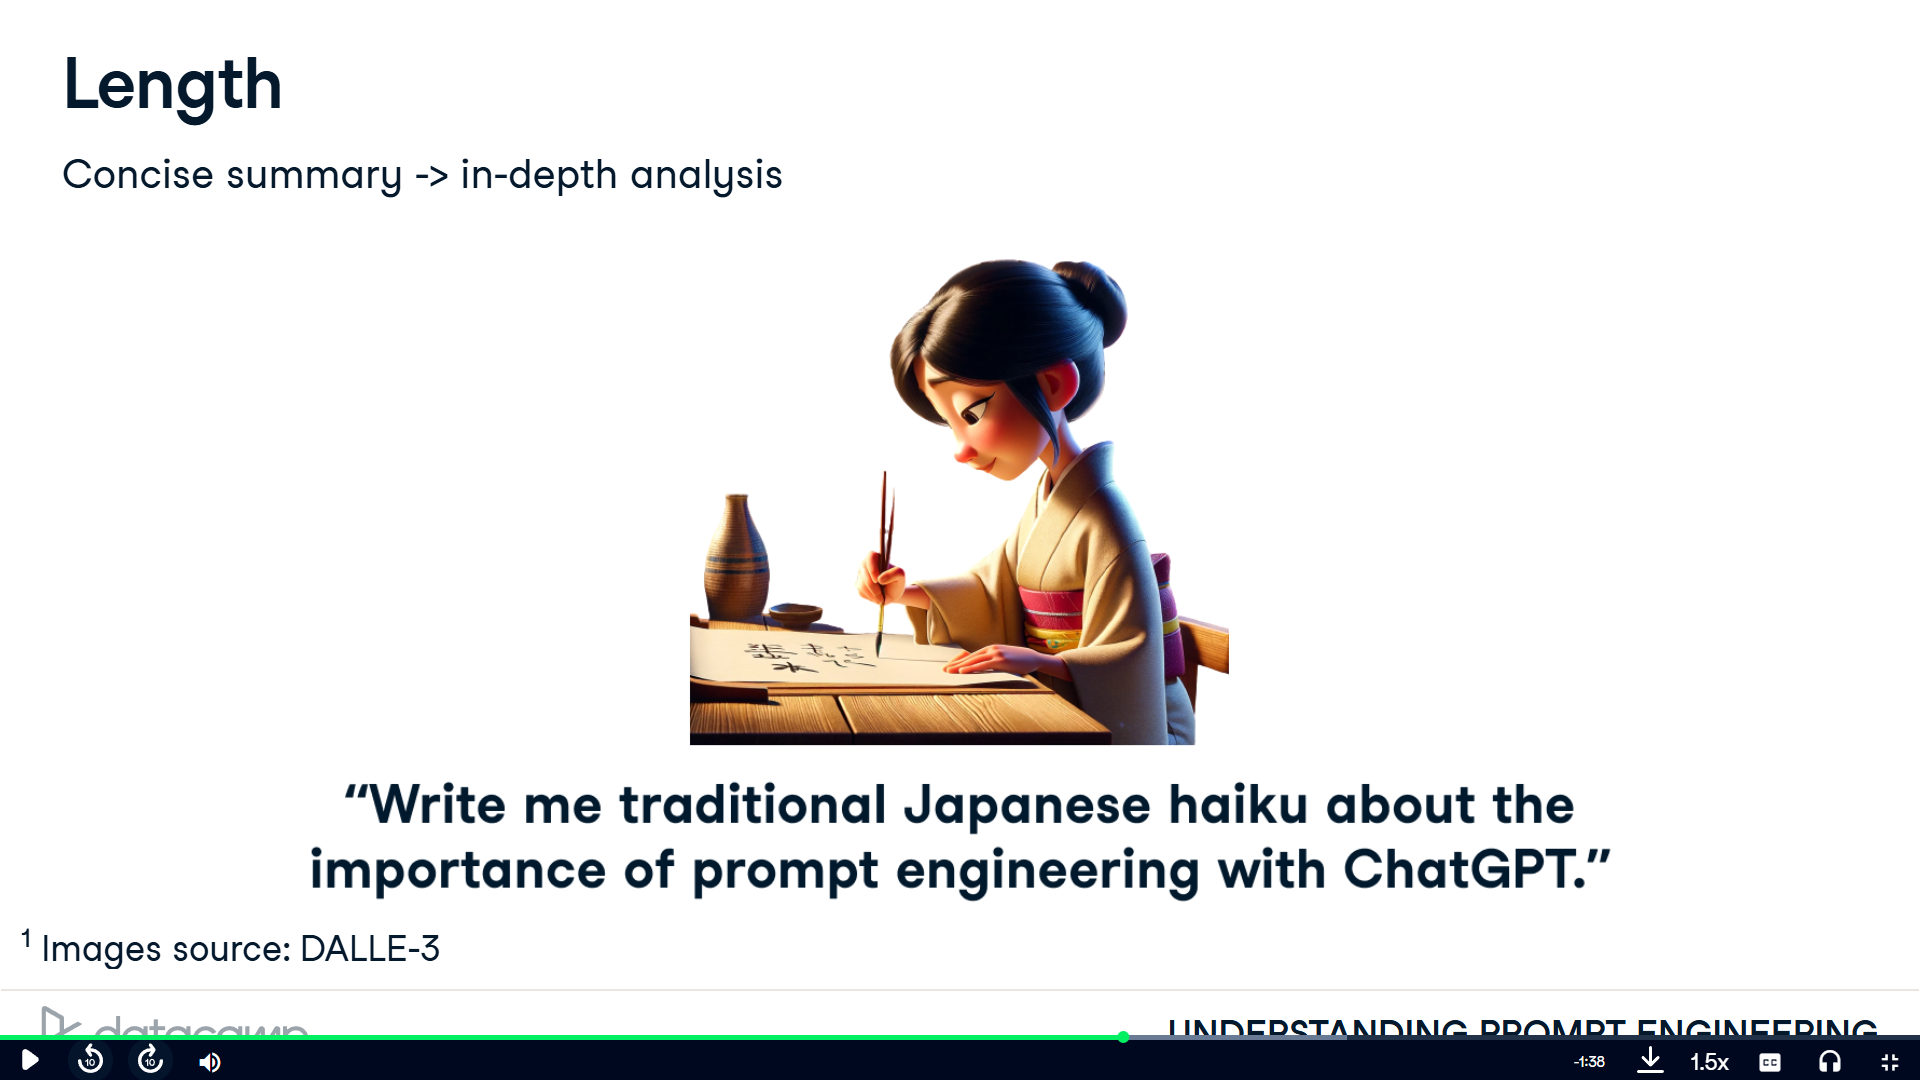 Length
Concise summary -> in-depth analysis
“Write me traditional Japanese haiku about the
importance of prompt engineering with ChatGPT.”
1 Images source: DALLE-3
datacamp
UNDERSTANDING PROMPT ENGINEERING
10
10
-1:38
1.5x
CC